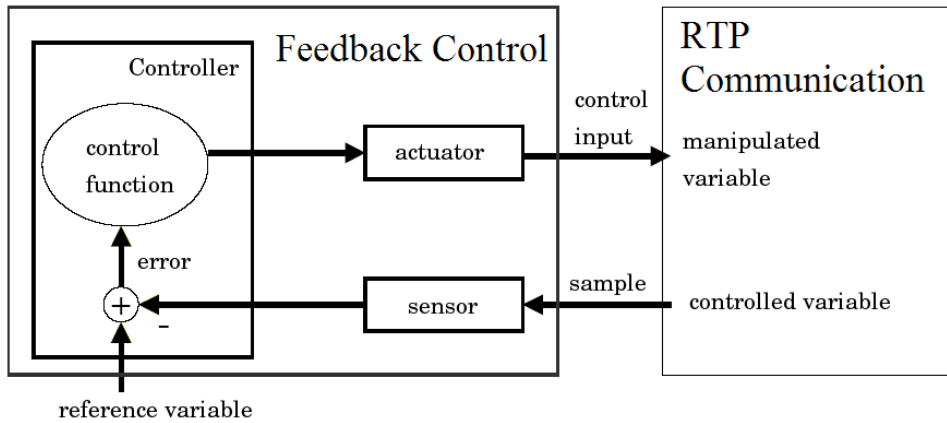 Feedback Control
Controller
control
function
error
+
-
reference variable
actuator
sensor
control
input
sample
RTP
Communication
manipulated
variable
controlled variable